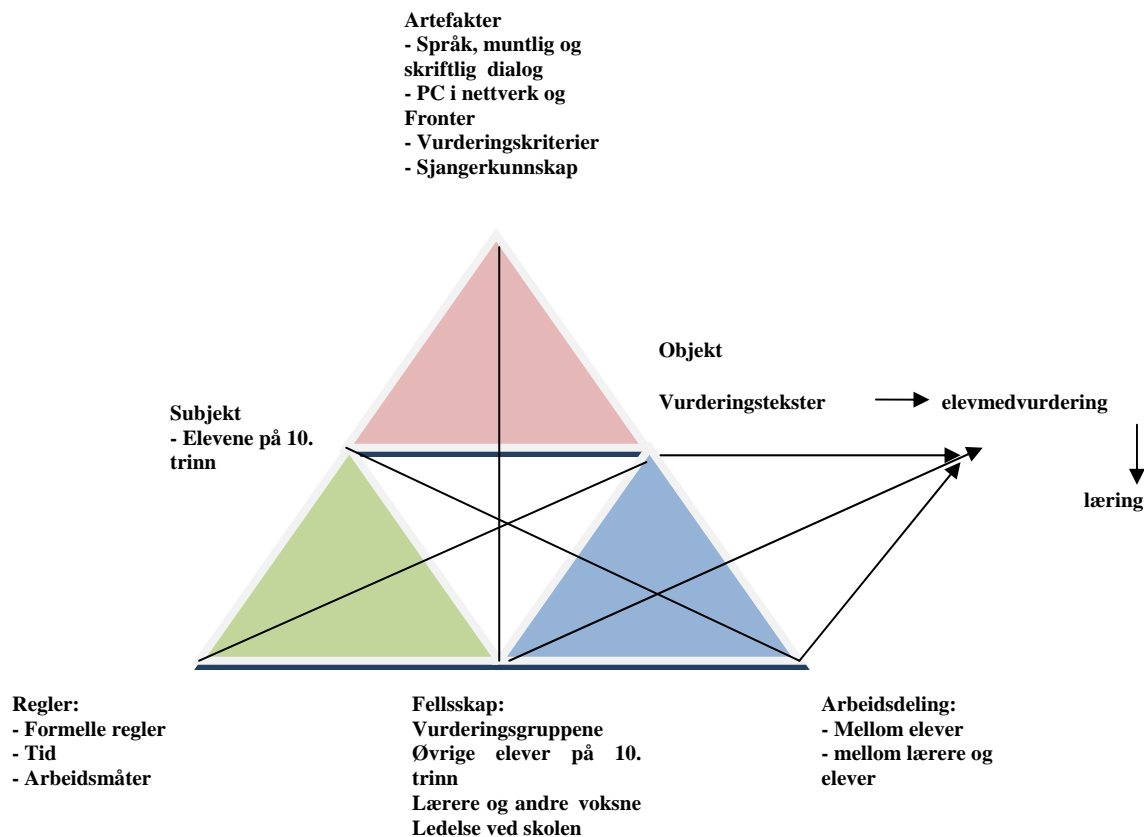 Artefakter
- Språk, muntlig og
skriftlig dialog
- PC i nettverk og
Fronter
- Vurderingskriterier
- Sjangerkunnskap
Objekt
Vurderingstekster
elevmedvurdering
læring
Subjekt
- Elevene på 10.
trinn
Regler:
- Formelle regler
- Tid
- Arbeidsmåter
Fellsskap:
Vurderingsgruppene
Øvrige elever på 10.
trinn
Lærere og andre voksne
Ledelse ved skolen
Arbeidsdeling:
- Mellom elever
- mellom lærere og
elever